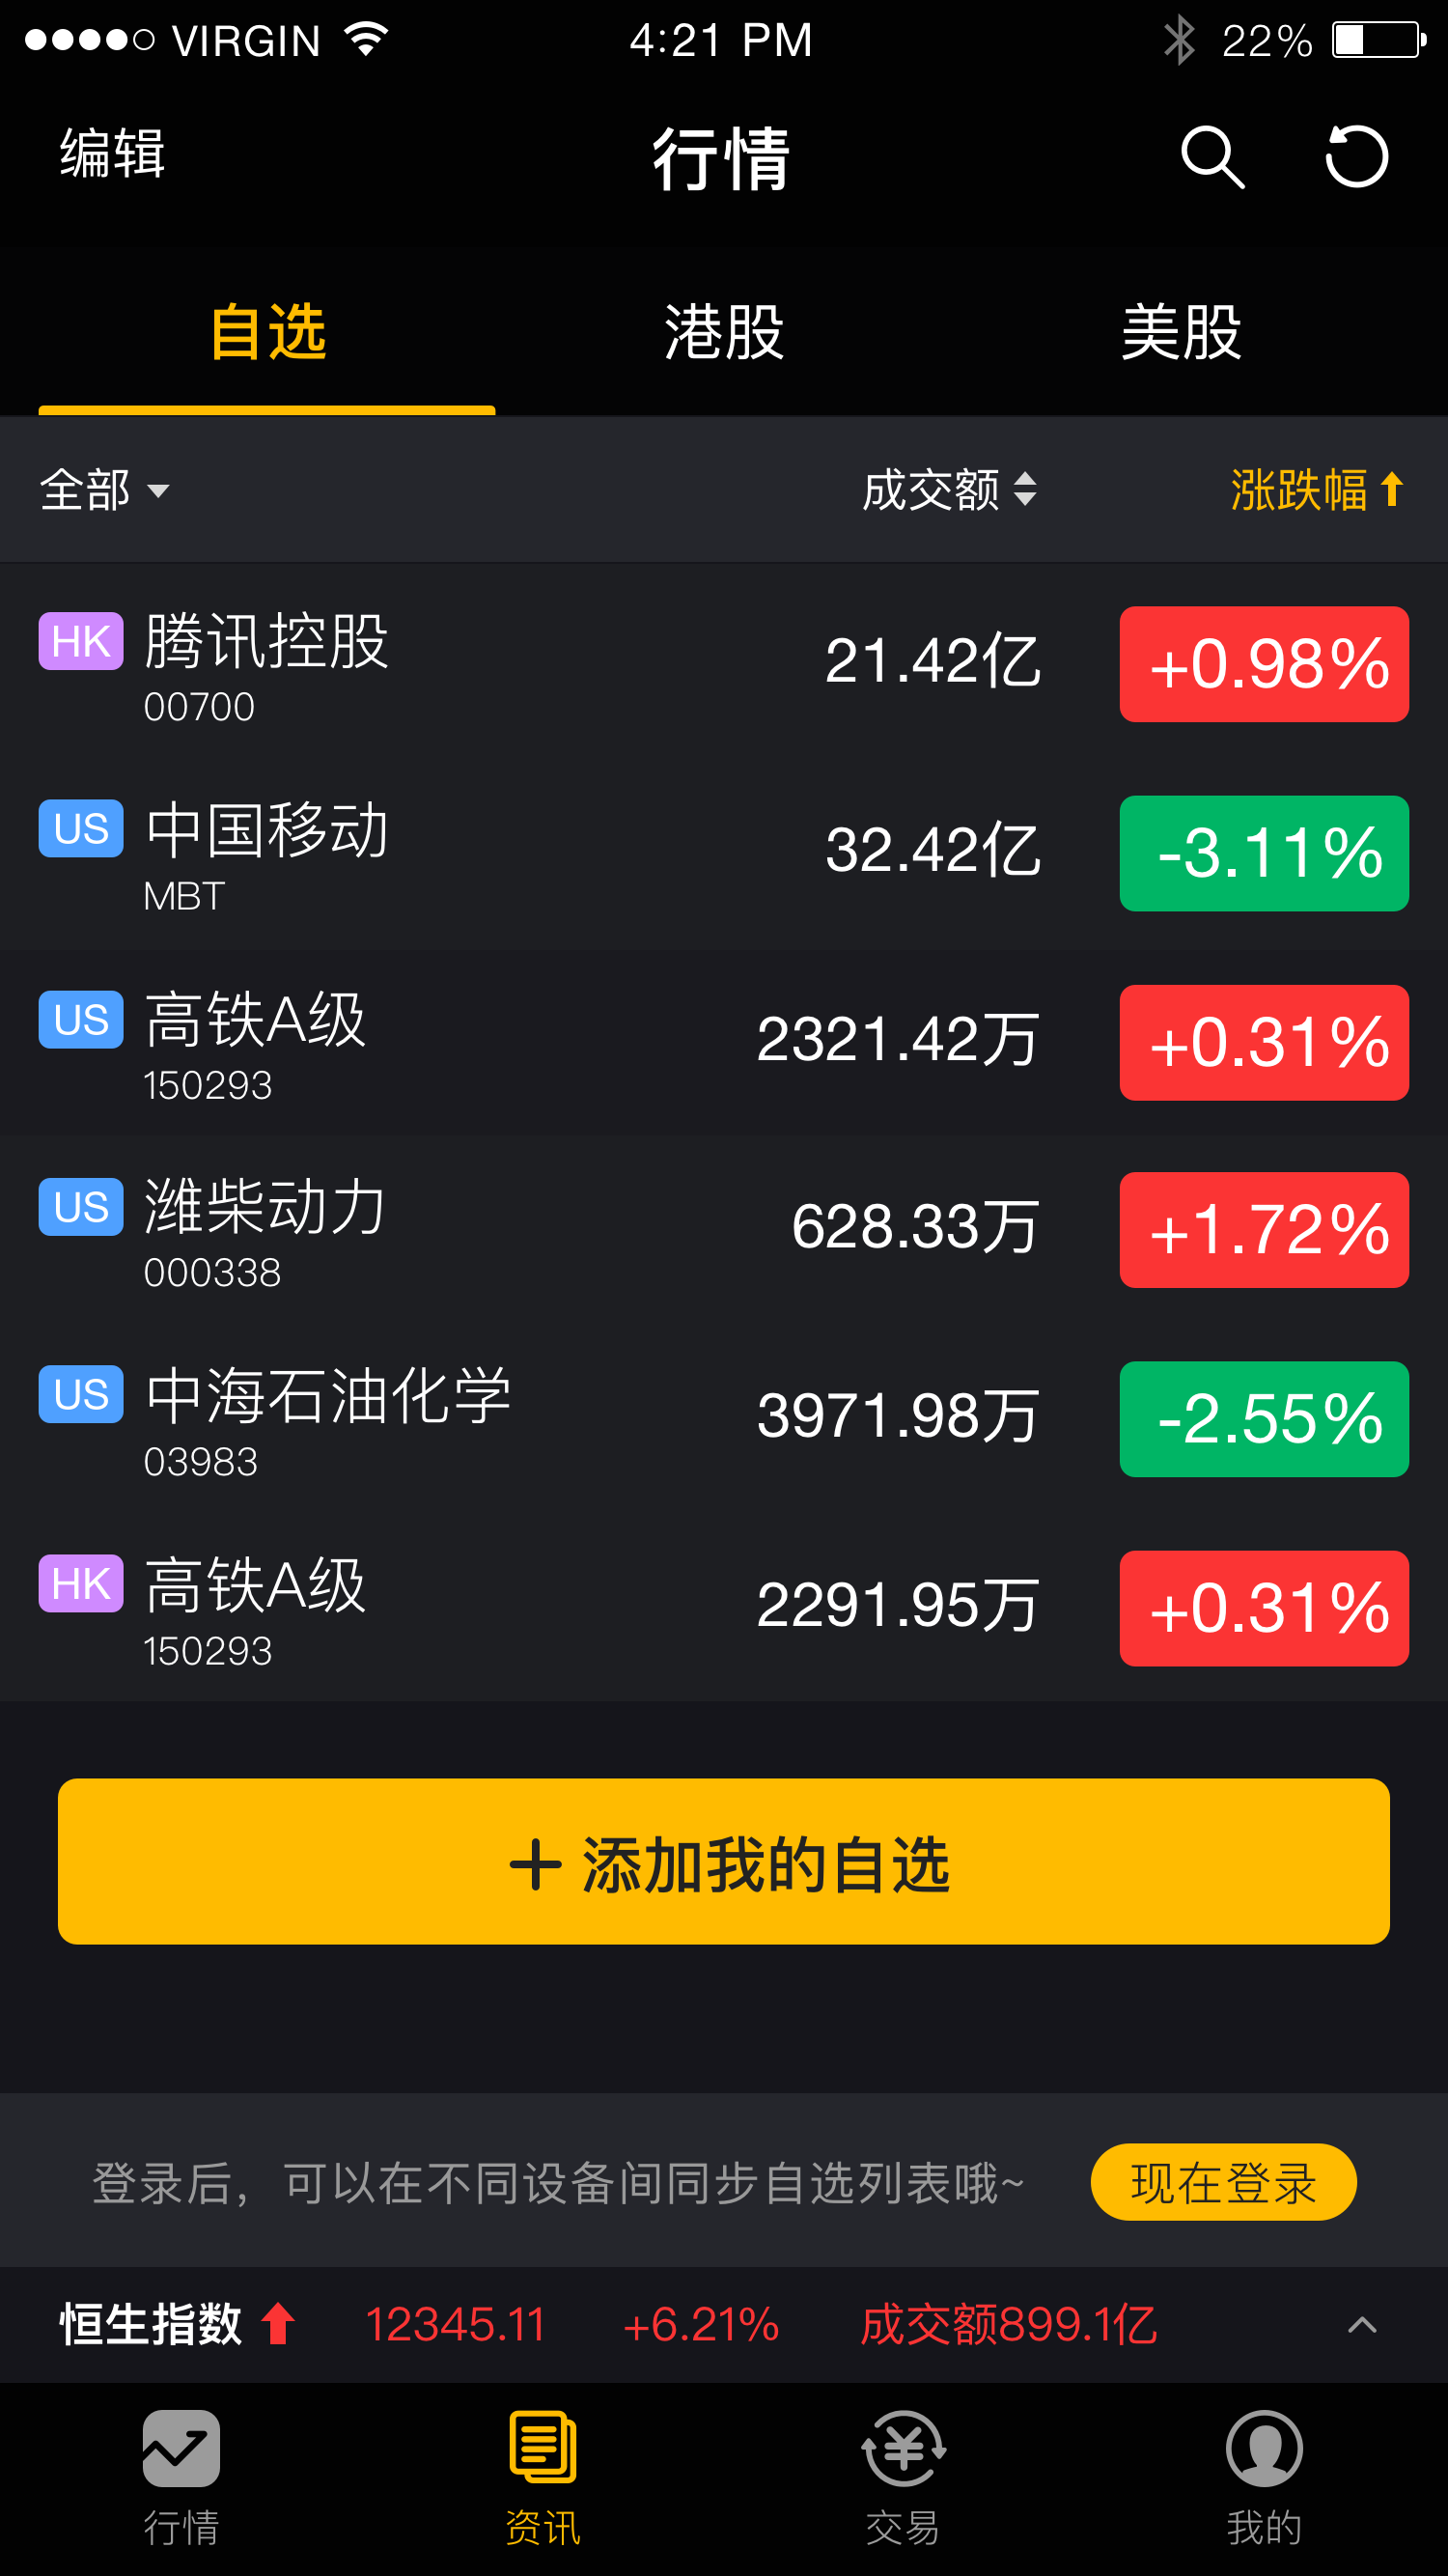 VIRGIN 4:21 PM 22%
编辑 行情
自选 港股 美股
全部 成交额 涨跌幅
HK 腾讯控股 21.42亿 +0.98%
00700
US 中国移动 32.42亿 -3.11%
MBT
US 高铁A级 2321.42万 +0.31%
150293
US 潍柴动力 628.33万 +1.72%
000338
US 中海石油化学 3971.98万 -2.55%
03983
HK 高铁A级 2291.95万 +0.31%
150293
+ 添加我的自选
登录后，可以在不同设备间同步自选列表哦~ 现在登录
恒生指数 12345.11 +6.21% 成交额899.1亿
行情 资讯 交易 我的